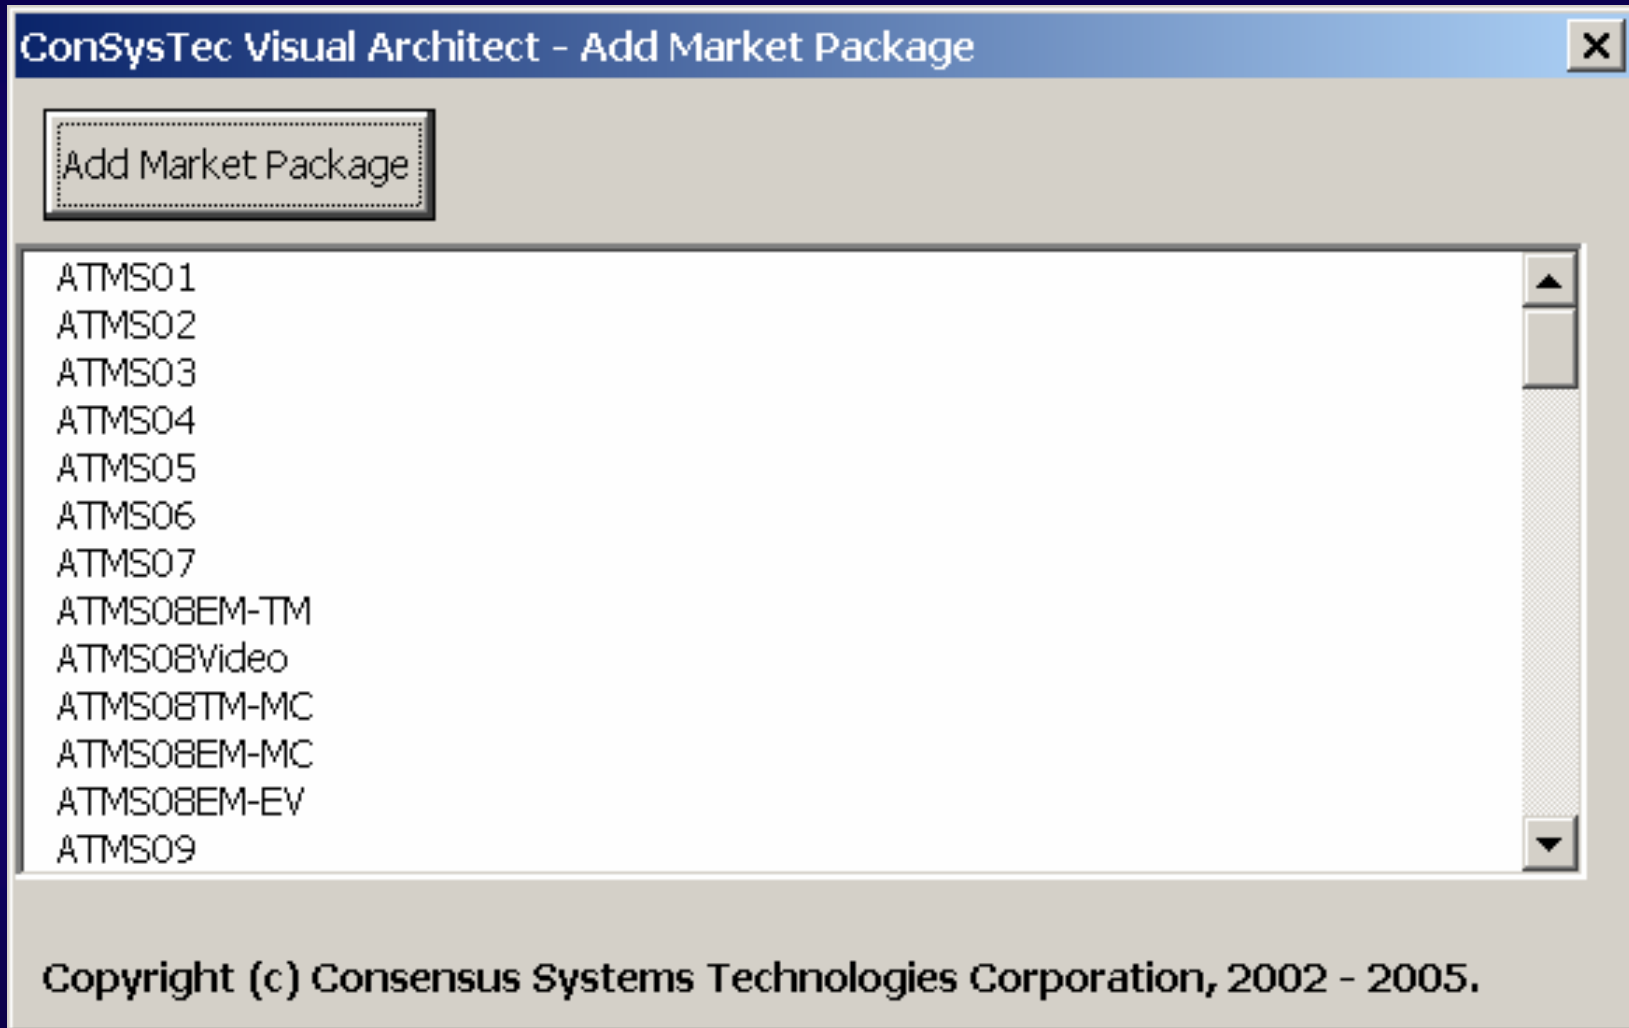 ConSysTec Visual Architect - Add Market Package
Add Market Package
ATMS01
ATMS02
ATMS03
ATMS04
ATMS05
ATMS06
ATMS07
ATMS08EM-TM
ATMS08Video
ATMS08TM-MC
ATMS08EM-MC
ATMS08EM-EV
ATMS09
Copyright (c) Consensus Systems Technologies Corporation, 2002 - 2005.